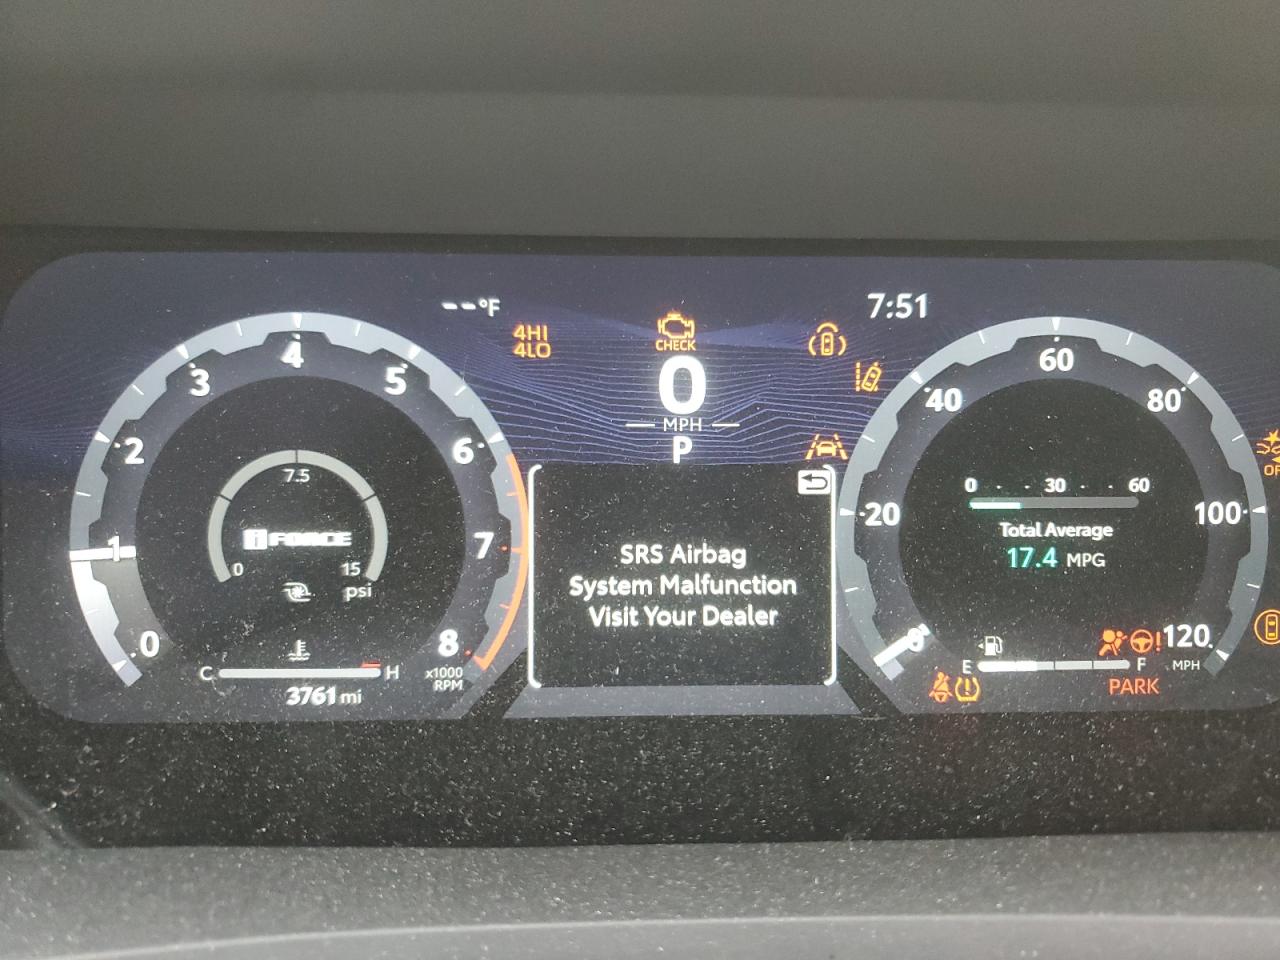 --°F
7:51
4HI
4LO
CHECK
0
MPH
P
0
1
2
3
4
5
6
7
8
x1000
RPM
7.5
0
15
psi
i FORCE
C
H
3761 mi
SRS Airbag
System Malfunction
Visit Your Dealer
20
40
60
80
100
120
MPH
0 30 60
Total Average
17.4 MPG
E
F
PARK